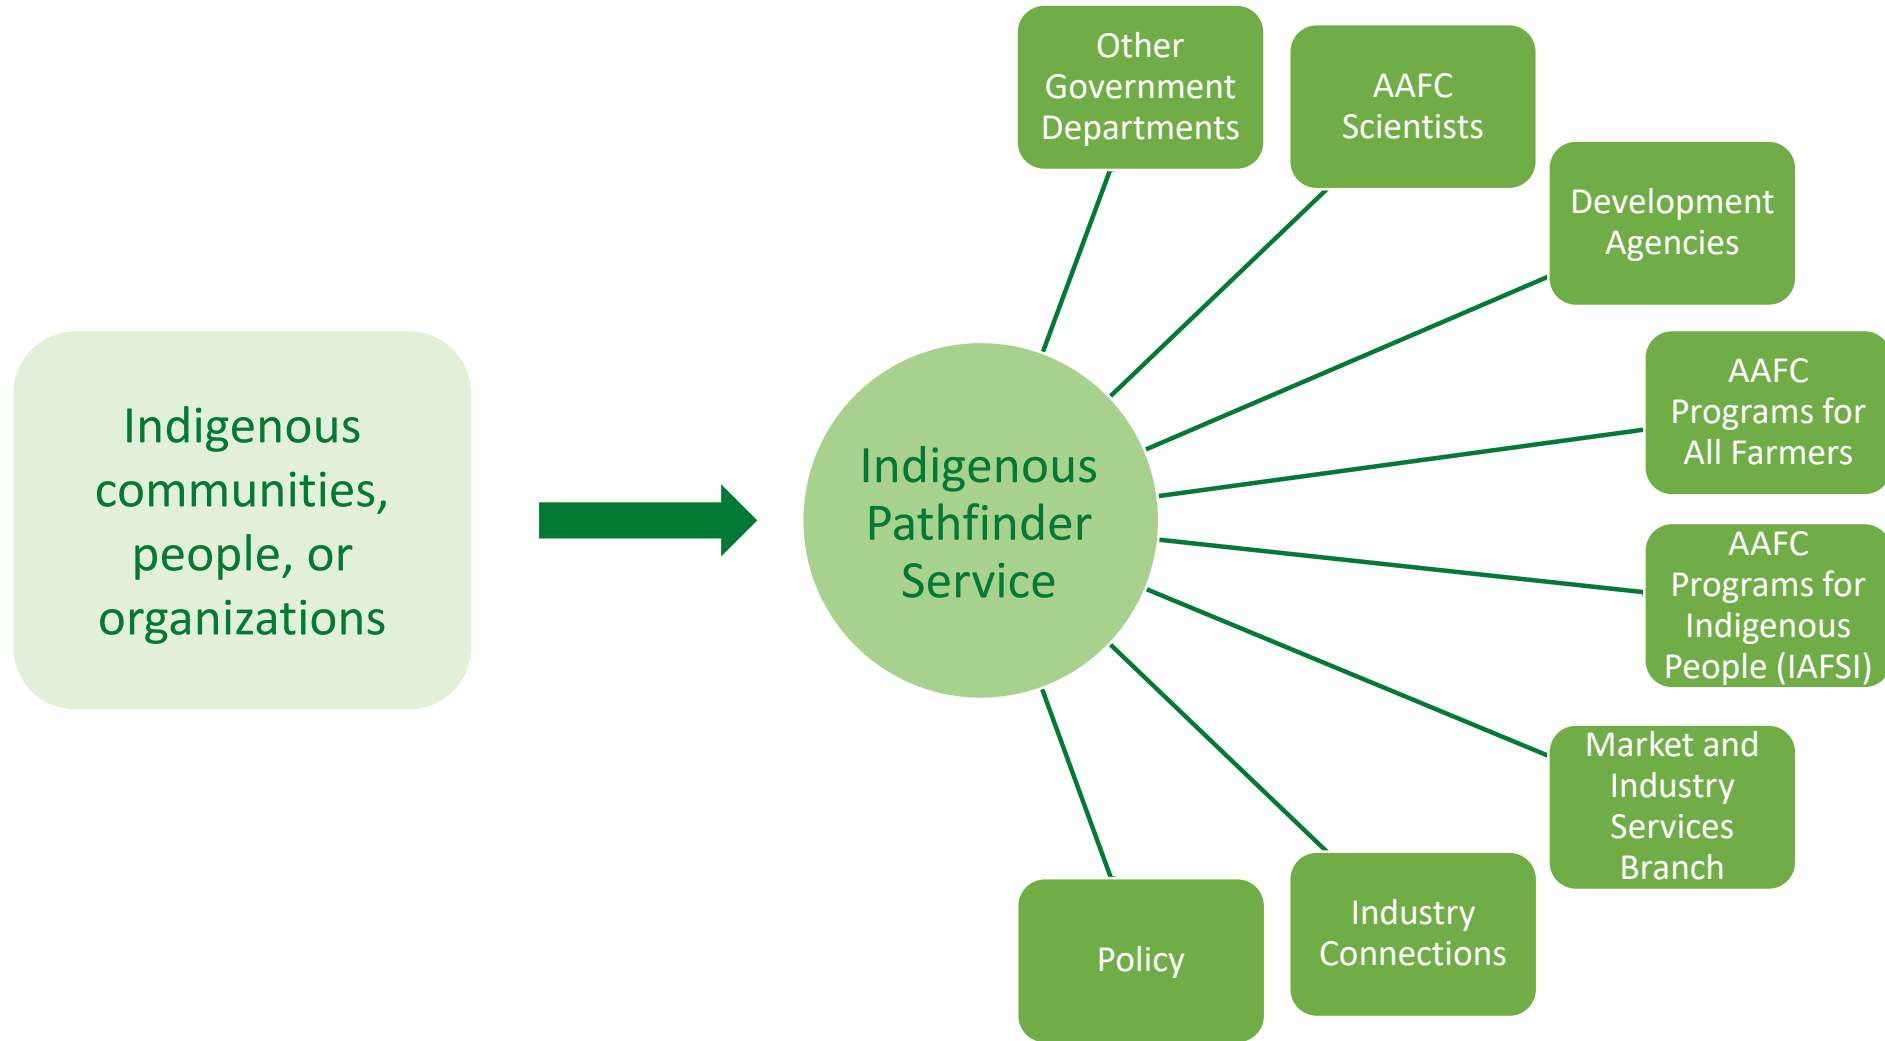 Indigenous
communities,
people, or
organizations
Indigenous
Pathfinder
Service
Other
Government
Departments
AAFC
Scientists
Development
Agencies
AAFC
Programs for
All Farmers
AAFC
Programs for
Indigenous
People (IAFSI)
Market and
Industry
Services
Branch
Industry
Connections
Policy